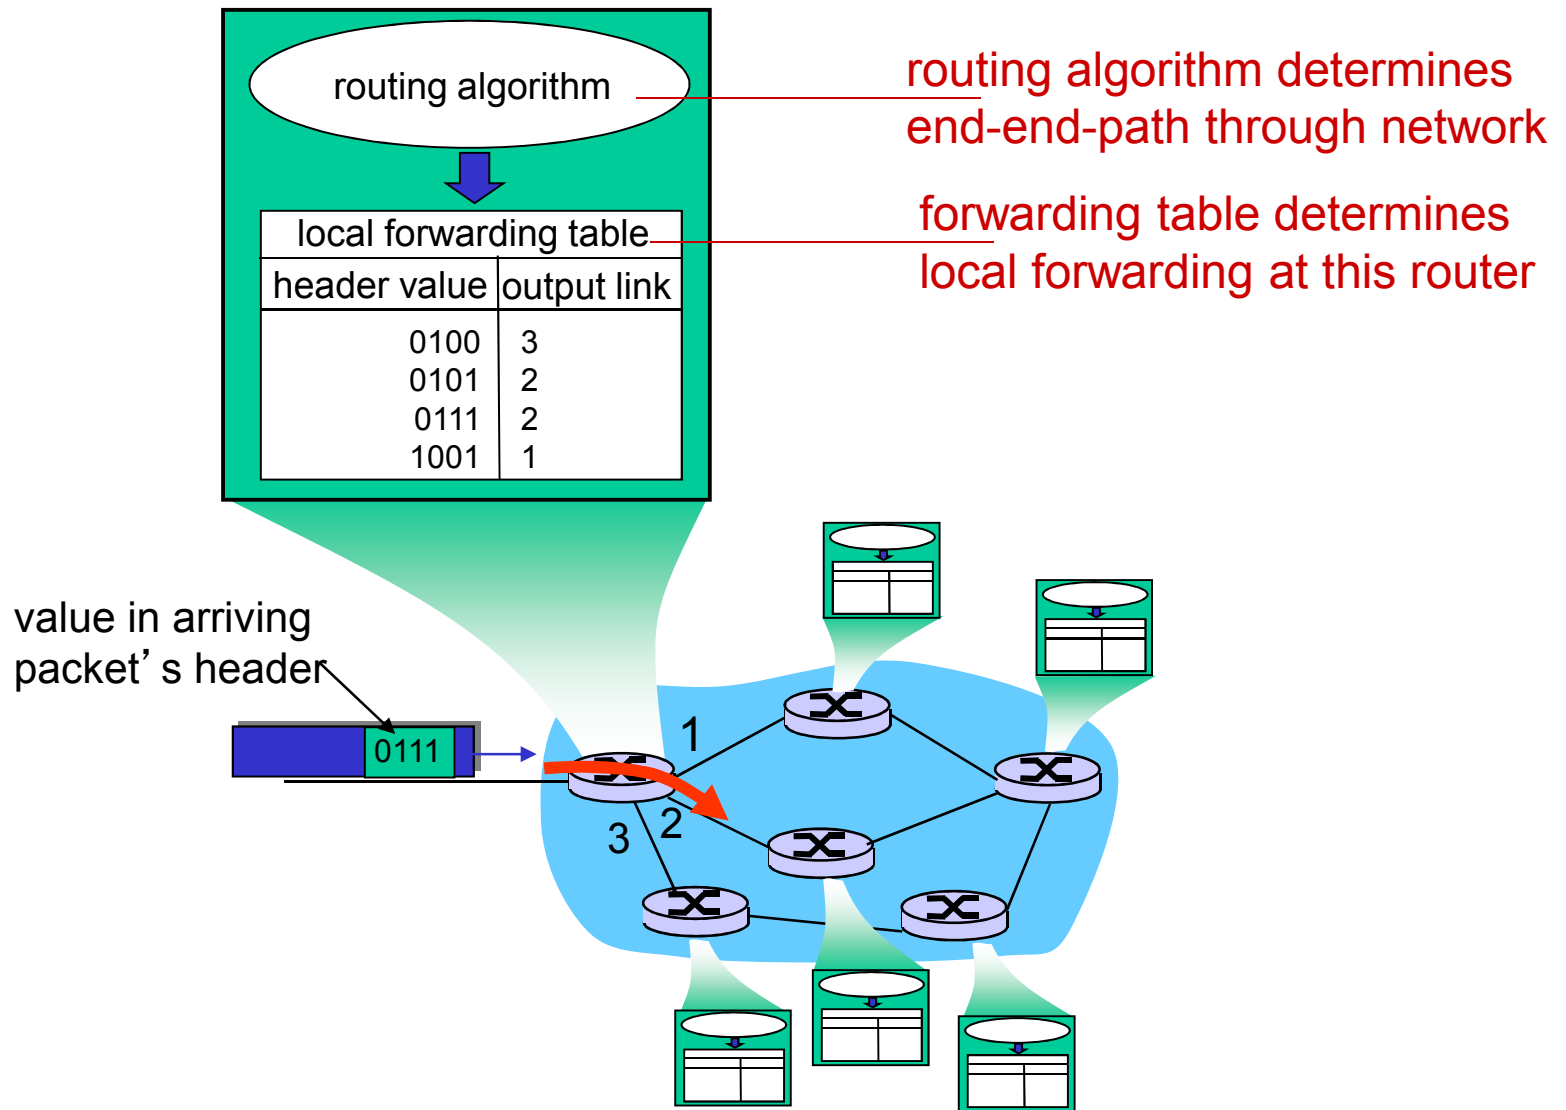 routing algorithm
routing algorithm determines
end-end-path through network
local forwarding table
forwarding table determines
local forwarding at this router
header value output link
0100 3
0101 2
0111 2
1001 1
value in arriving
packet’ s header
0111
1
2
3